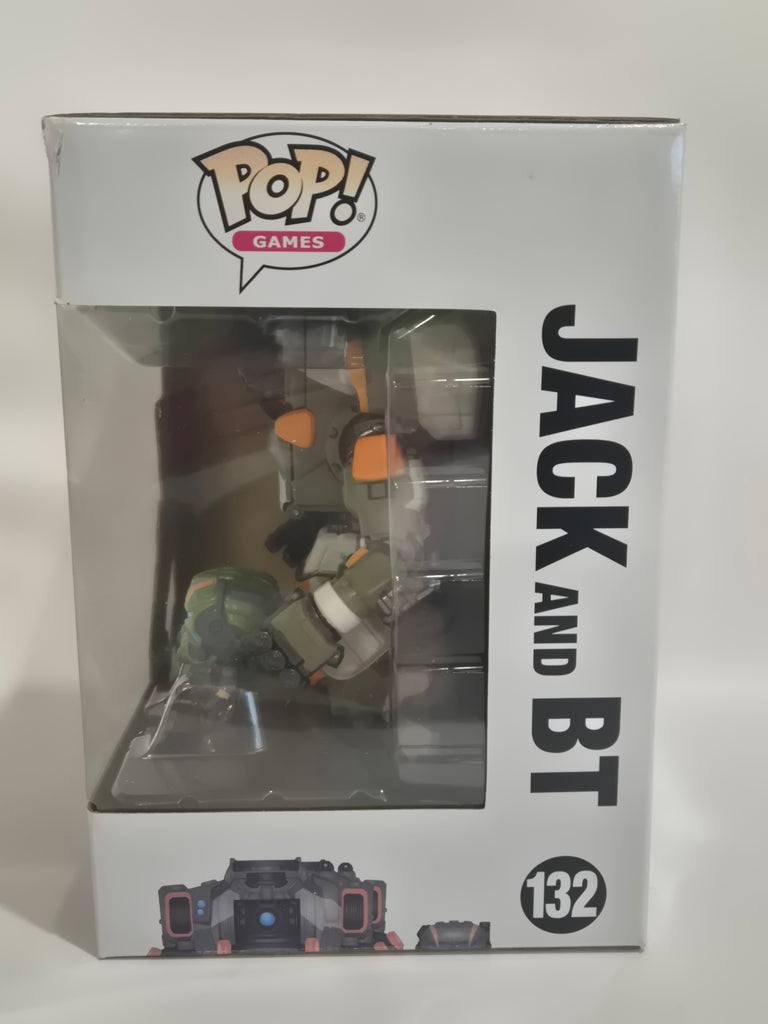 POP!®
GAMES
JACK AND BT
132